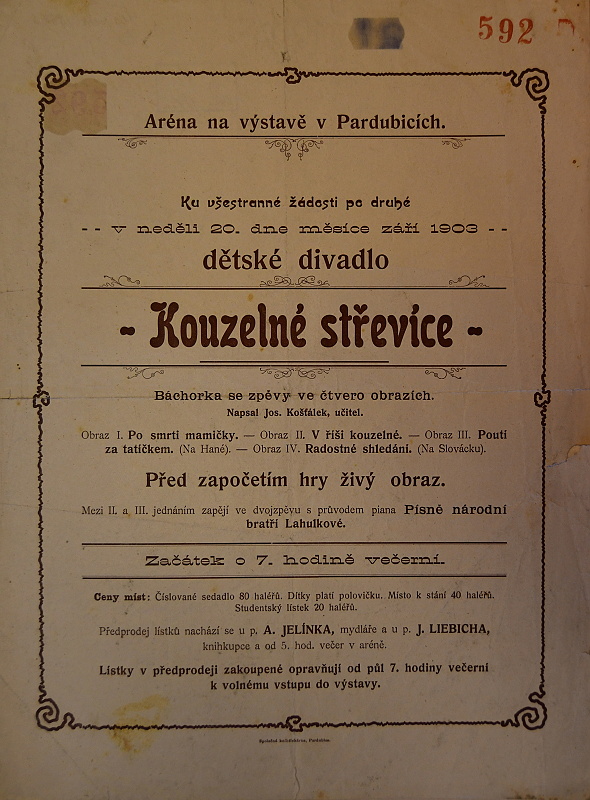 592
Aréna na výstavě v Pardubicích.
Ku všestranné žádosti po druhé
- - v neděli 20. dne měsíce září 1903 - -
dětské divadlo
- Kouzelné střevíce -
Báchorka se zpěvy ve čtvero obrazích.
Napsal Jos. Košťálek, učitel.
Obraz I. Po smrti mamičky. — Obraz II. V říši kouzelné. — Obraz III. Poutí
za tatíčkem. (Na Hané). — Obraz IV. Radostné shledání. (Na Slovácku).
Před započetím hry živý obraz.
Mezi II. a III. jednáním zapějí ve dvojzpěvu s průvodem piana Písně národní
bratří Lahulkové.
Začátek o 7. hodině večerní.
Ceny míst: Číslované sedadlo 80 haléřů. Dítky platí polovičku. Místo k stání 40 haléřů.
Studentský lístek 20 haléřů.
Předprodej lístků nachází se u p. A. JELÍNKA, mydláře a u p. J. LIEBICHA,
knihkupce a od 5. hod. večer v aréně.
Lístky v předprodeji zakoupené opravňují od půl 7. hodiny večerní
k volnému vstupu do výstavy.